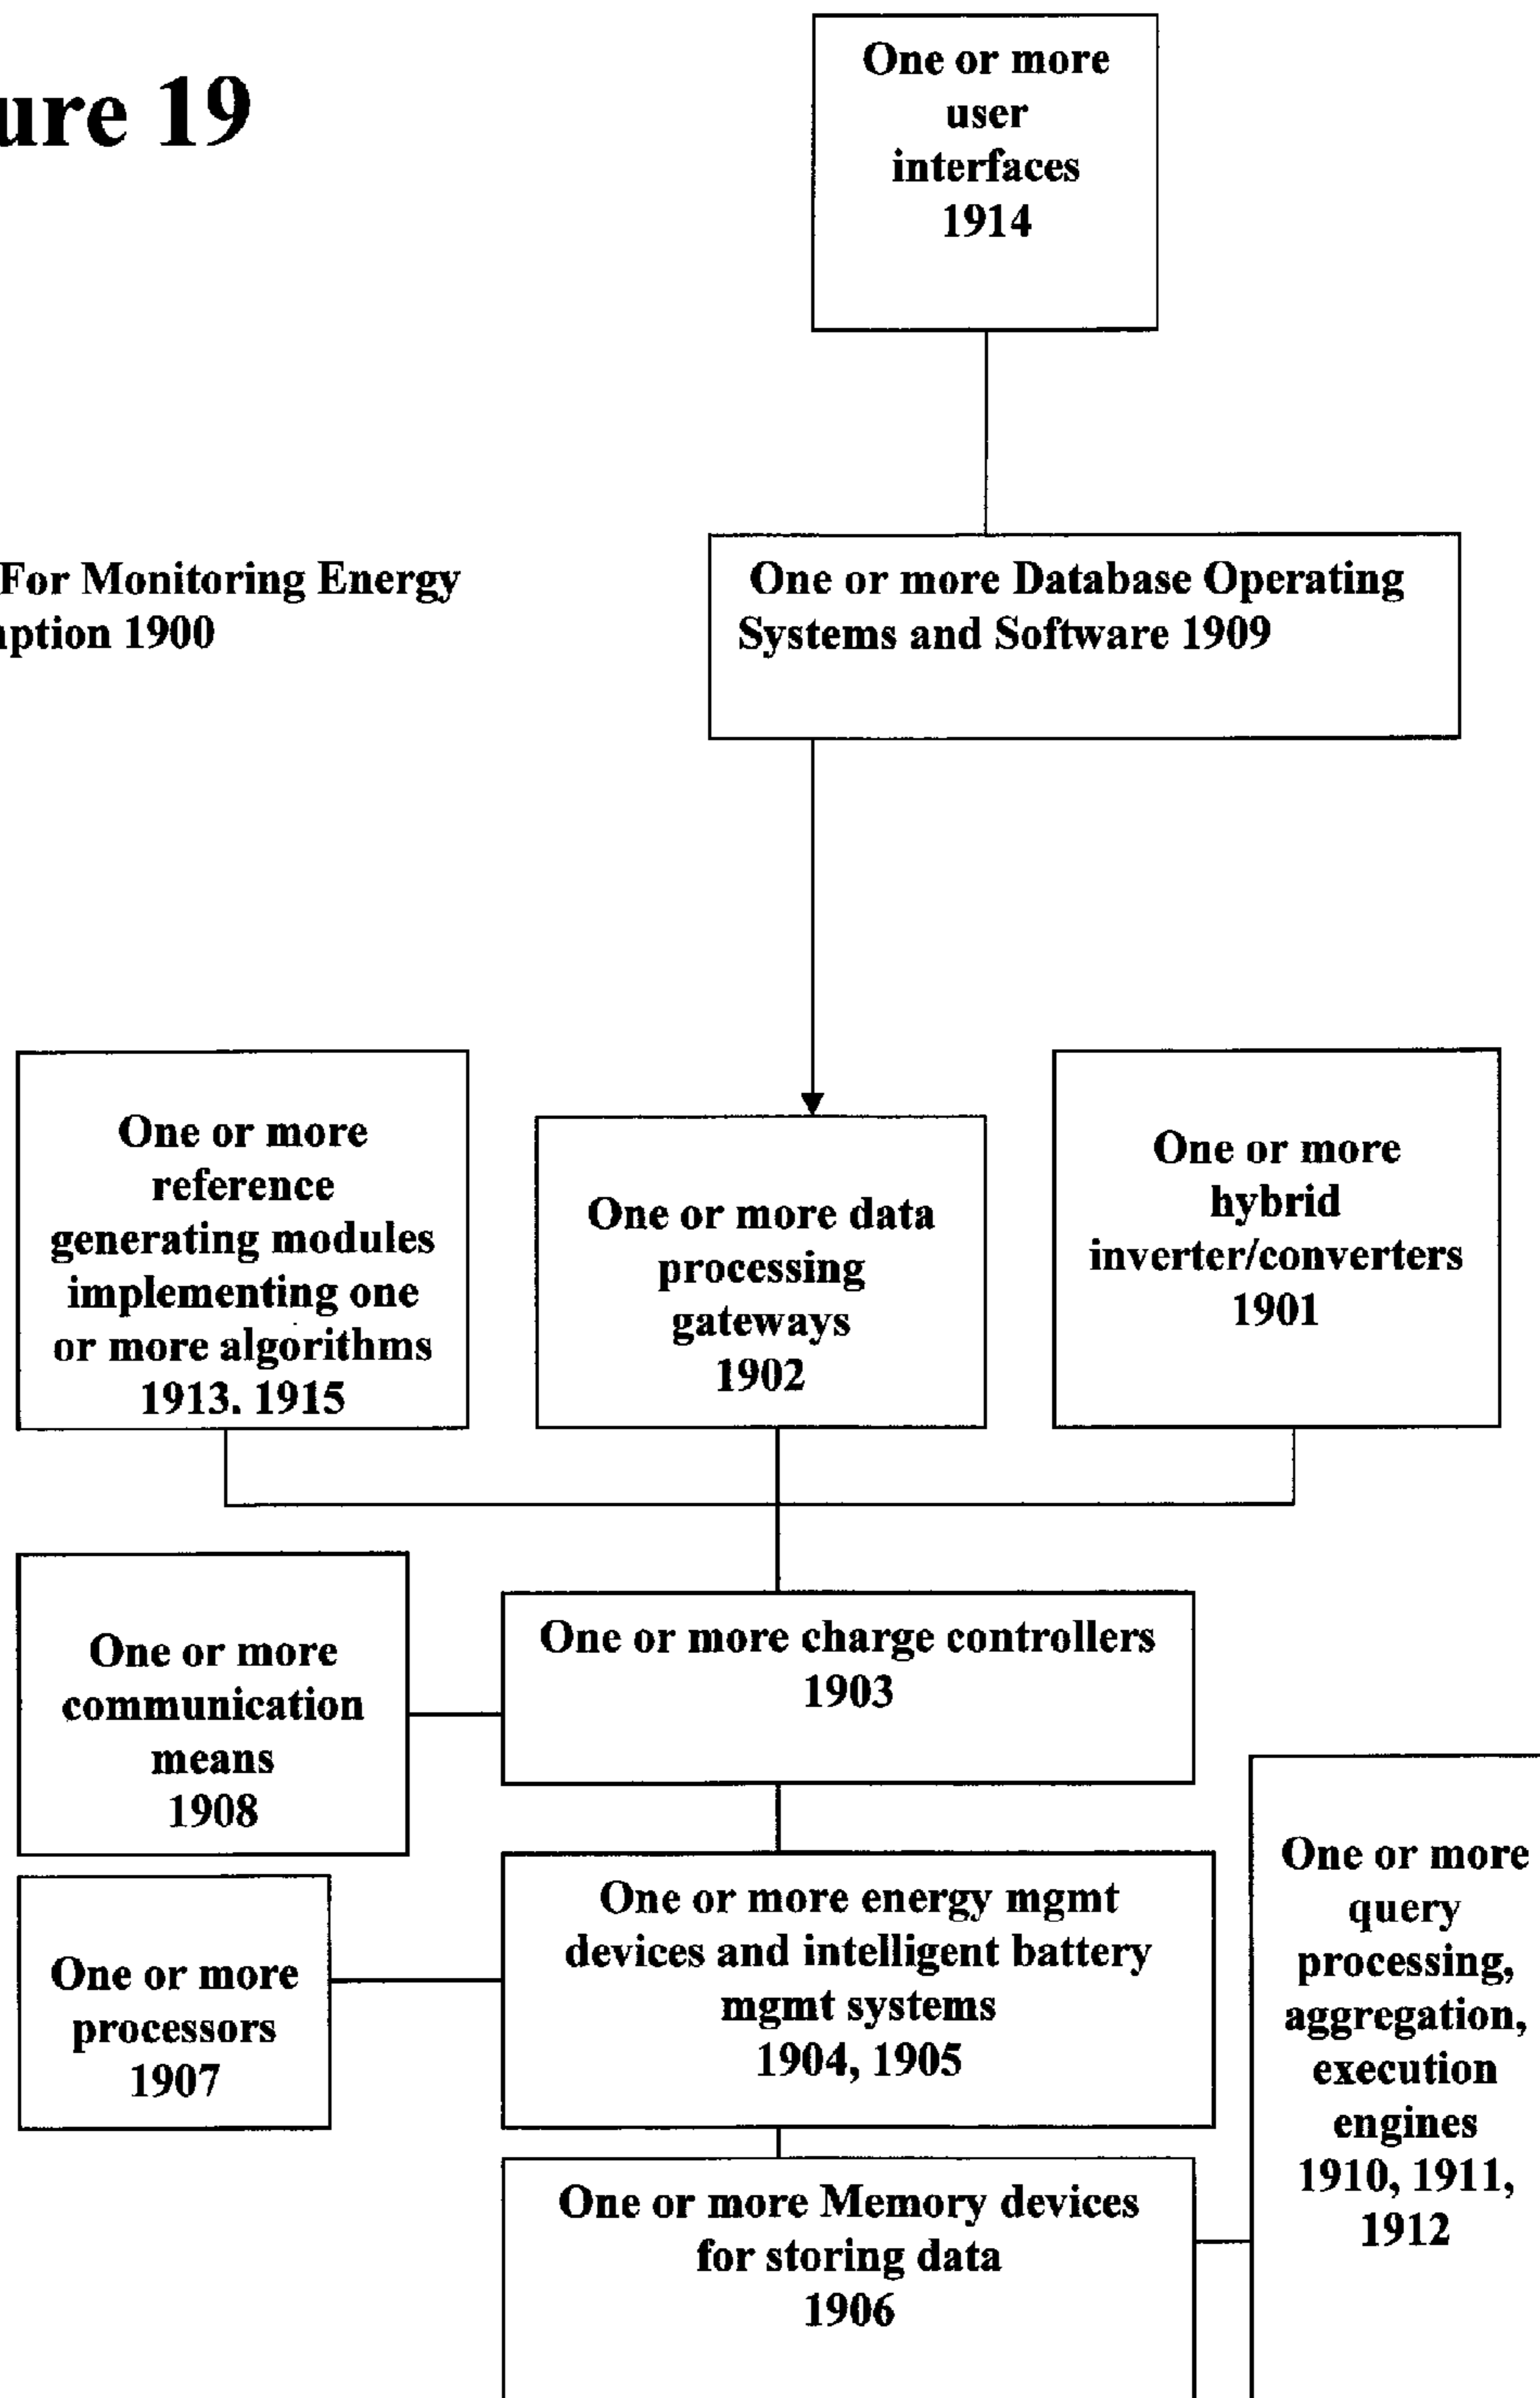 ure 19
One or more
user
interfaces
1914
For Monitoring Energy
ption 1900
One or more Database Operating
Systems and Software 1909
One or more
reference
generating modules
implementing one
or more algorithms
1913. 1915
One or more data
processing
gateways
1902
One or more
hybrid
inverter/converters
1901
One or more
communication
means
1908
One or more charge controllers
1903
One or more
processors
1907
One or more energy mgmt
devices and intelligent battery
mgmt systems
1904, 1905
One or more
query
processing,
aggregation,
execution
engines
1910, 1911,
1912
One or more Memory devices
for storing data
1906